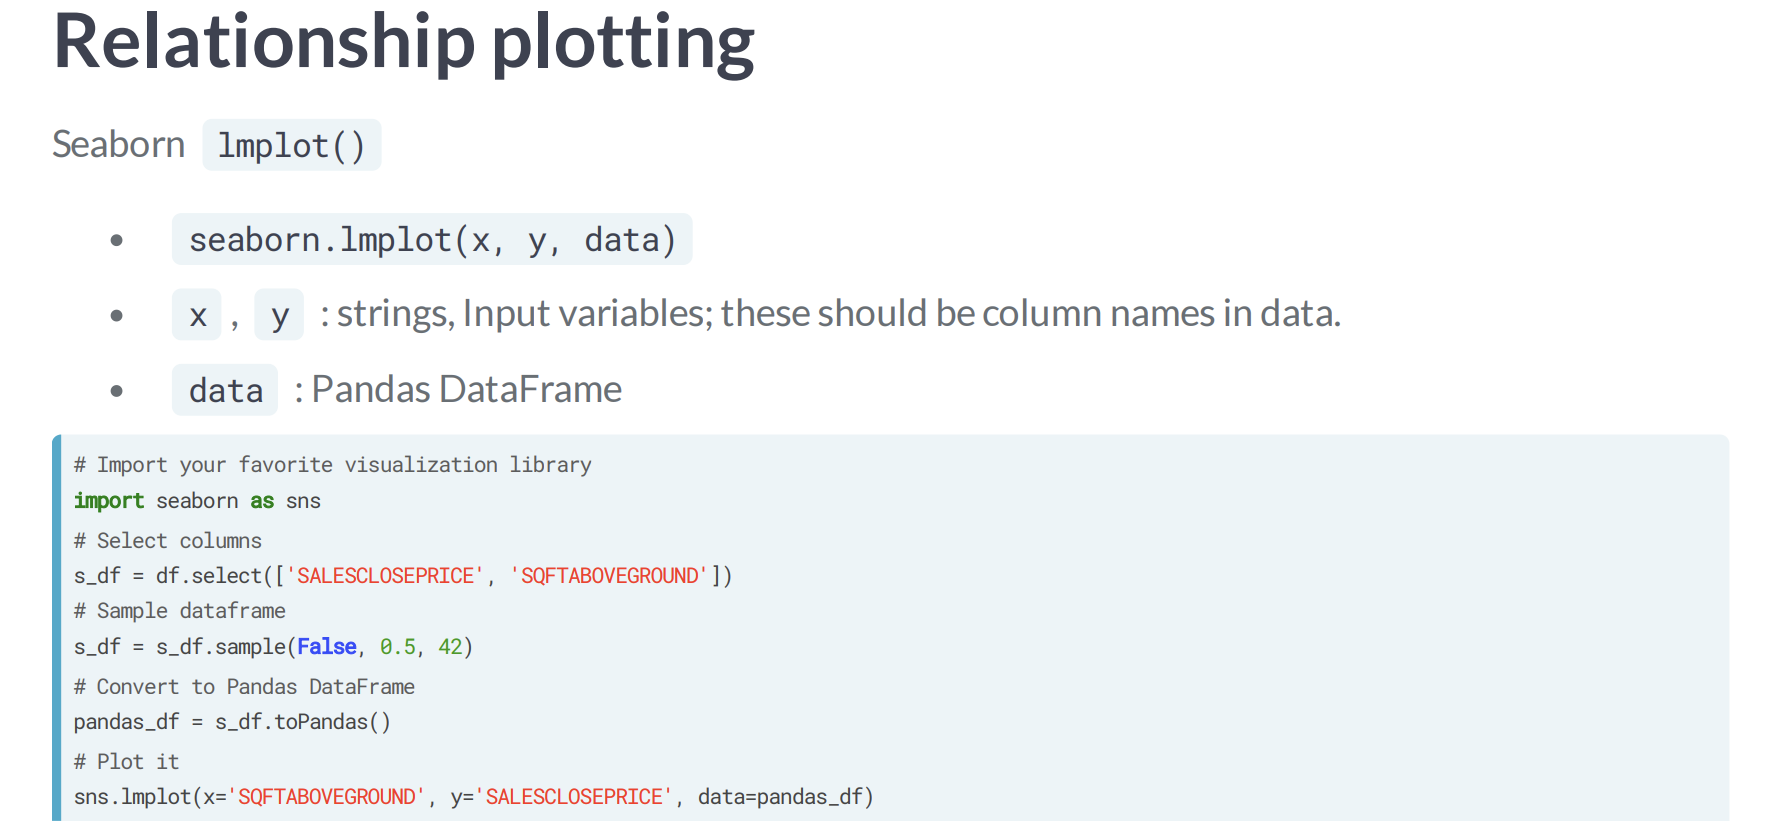 Relationship plotting
Seaborn lmplot()
• seaborn.lmplot(x, y, data)
• x , y : strings, Input variables; these should be column names in data.
• data : Pandas DataFrame
# Import your favorite visualization library
import seaborn as sns
# Select columns
s_df = df.select(['SALESCLOSEPRICE', 'SQFTABOVEGROUND'])
# Sample dataframe
s_df = s_df.sample(False, 0.5, 42)
# Convert to Pandas DataFrame
pandas_df = s_df.toPandas()
# Plot it
sns.lmplot(x='SQFTABOVEGROUND', y='SALESCLOSEPRICE', data=pandas_df)